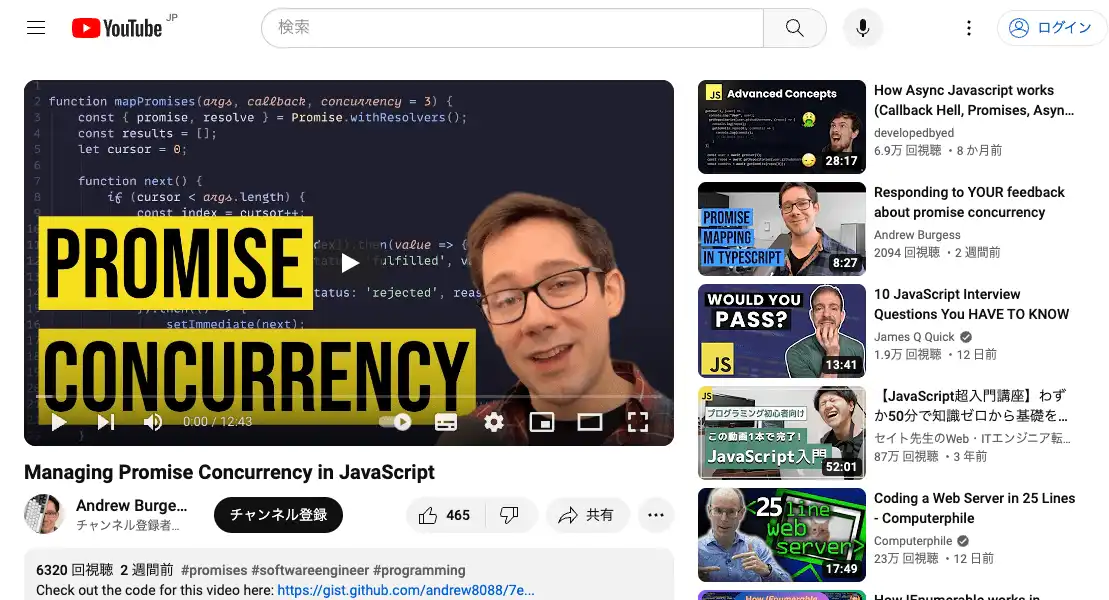 YouTube JP
検索
ログイン
1
2 function mapPromises(args, callback, concurrency = 3) {
3 const { promise, resolve } = Promise.withResolvers();
4 const results = [];
5 let cursor = 0;
6
7 function next() {
8 if (cursor < args.length) {
9 const index = cursor++;
dex]).then(value => {
'fulfilled', v
tatus: 'rejected', reas
setImmediate(next);
PROMISE
CONCURRENCY
0:00 / 12:43
Managing Promise Concurrency in JavaScript
Andrew Burge...
チャンネル登録者...
チャンネル登録
465
共有
6320 回視聴 2 週間前 #promises #softwareengineer #programming
Check out the code for this video here: https://gist.github.com/andrew8088/7e...
JS Advanced Concepts
28:17
How Async Javascript works
(Callback Hell, Promises, Asyn...
developedbyed
6.9万 回視聴 ・8 か月前
PROMISE
MAPPING
IN TYPESCRIPT
8:27
Responding to YOUR feedback
about promise concurrency
Andrew Burgess
2094 回視聴 ・2 週間前
WOULD YOU
PASS?
JS
13:41
10 JavaScript Interview
Questions You HAVE TO KNOW
James Q Quick
1.9万 回視聴 ・12 日前
JS
プログラミング初心者向け
この動画1本で完了!
JavaScript入門
52:01
【JavaScript超入門講座】わず
か50分で知識ゼロから基礎を...
セイト先生のWeb・ITエンジニア転...
87万 回視聴 ・3 年前
<25 line
web
server>
17:49
Coding a Web Server in 25 Lines
- Computerphile
Computerphile
23万 回視聴 ・12 日前
How IEnumerable
How IEnumerable works in